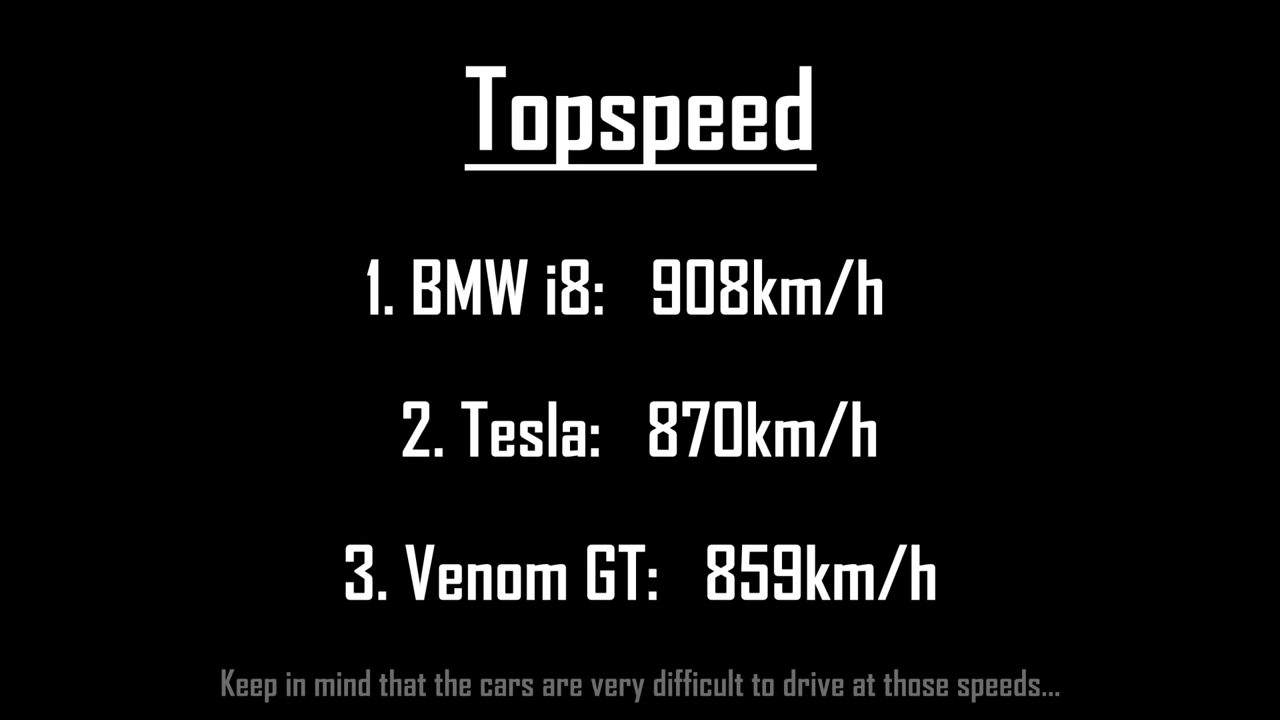 Topspeed
1. BMW i8: 908km/h
2. Tesla: 870km/h
3. Venom GT: 859km/h
Keep in mind that the cars are very difficult to drive at those speeds...